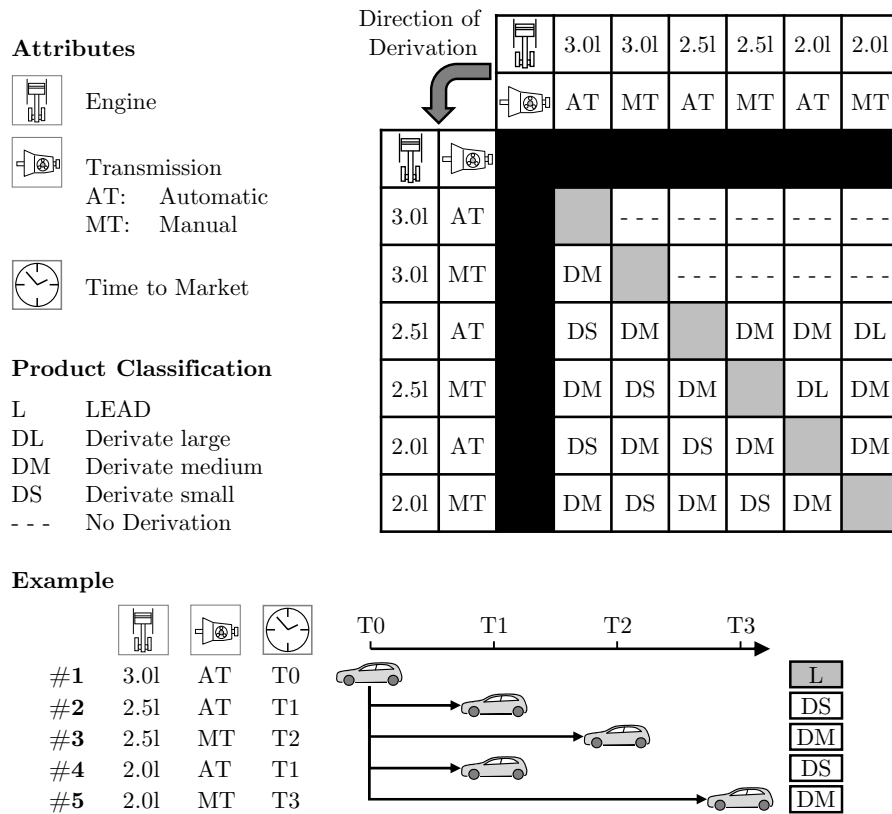 Attributes
Engine
Transmission
AT: Automatic
MT: Manual
Time to Market
Product Classification
L LEAD
DL Derivate large
DM Derivate medium
DS Derivate small
- - - No Derivation
Direction of
Derivation
3.0l 3.0l 2.5l 2.5l 2.0l 2.0l
AT MT AT MT AT MT
3.0l AT - - - - - - - - - - - - - - -
3.0l MT DM - - - - - - - - - - - -
2.5l AT DS DM DM DM DL
2.5l MT DM DS DM DL DM
2.0l AT DS DM DS DM DM
2.0l MT DM DS DM DS DM
Example
T0 T1 T2 T3
#1 3.0l AT T0 L
#2 2.5l AT T1 DS
#3 2.5l MT T2 DM
#4 2.0l AT T1 DS
#5 2.0l MT T3 DM